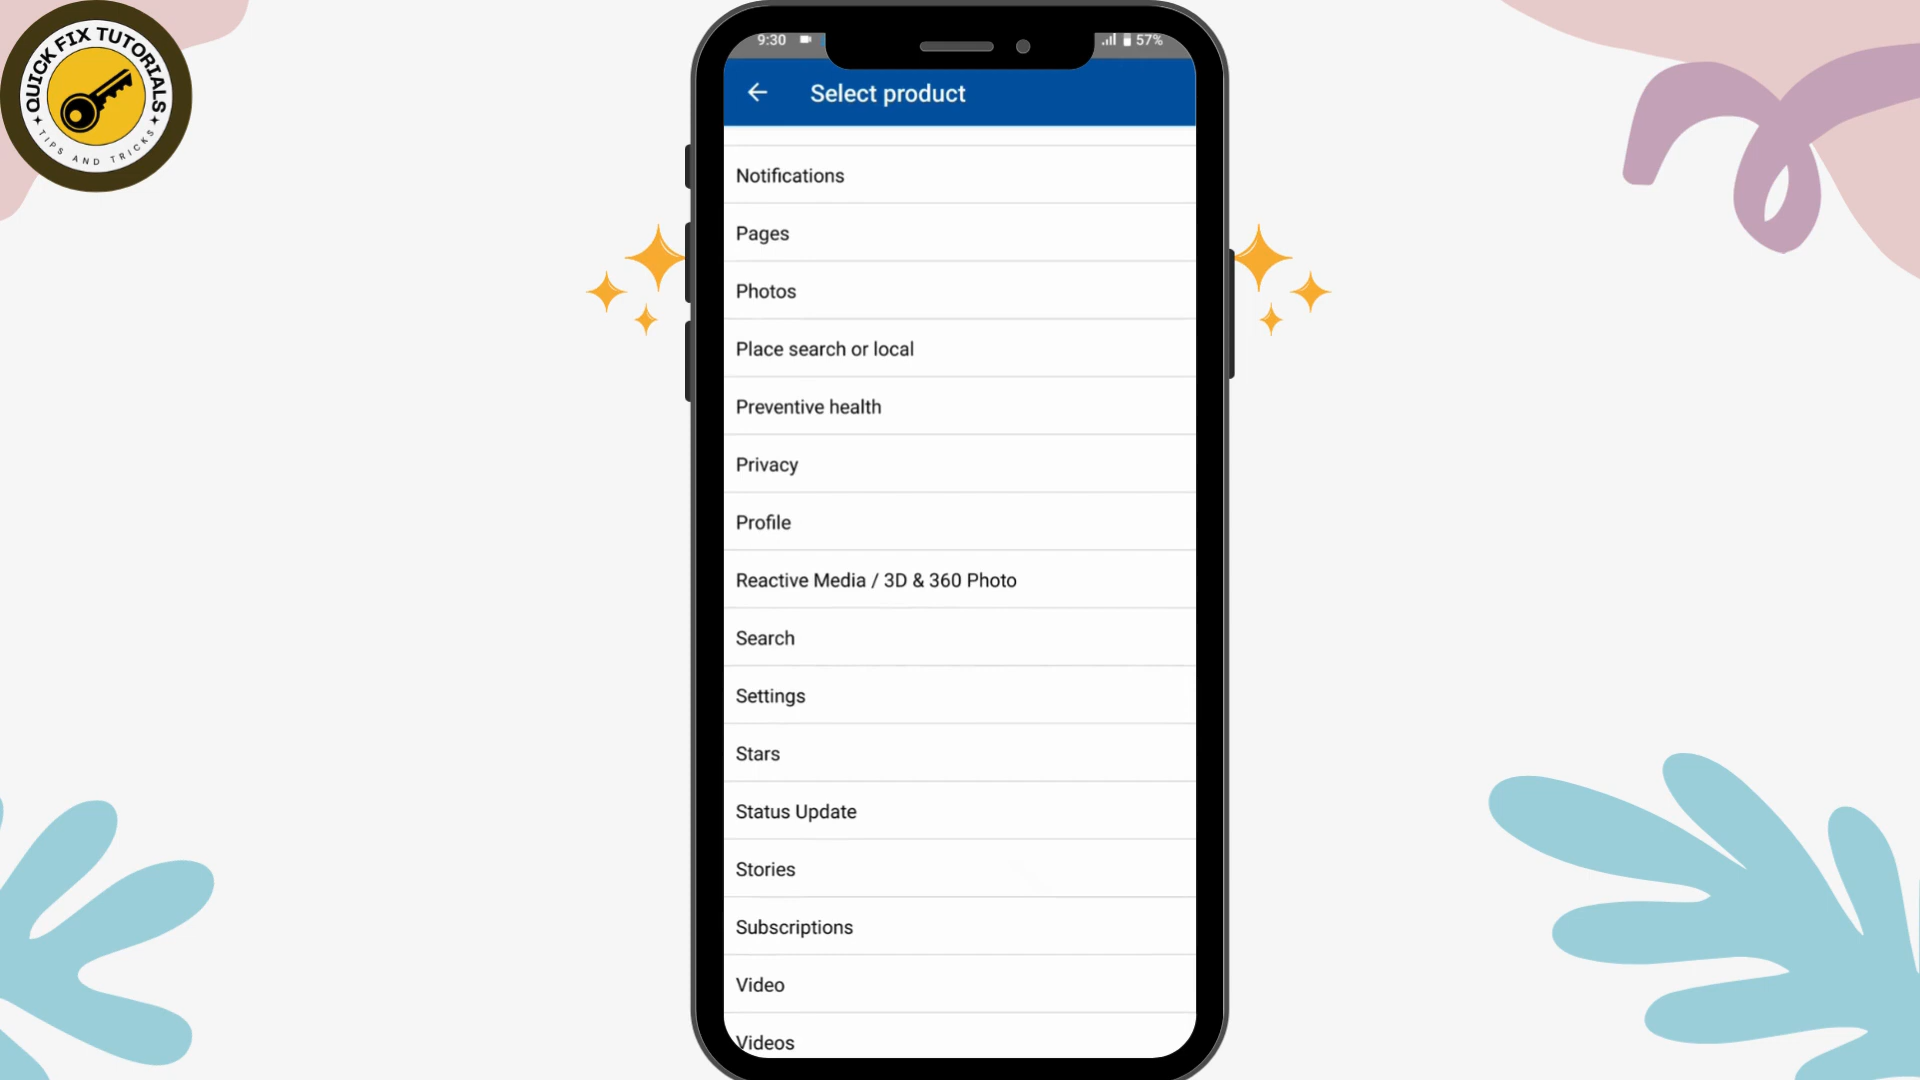 QUICK FIX TUTORIALS
TIPS AND TRICKS
9:30
57%
Select product
Notifications
Pages
Photos
Place search or local
Preventive health
Privacy
Profile
Reactive Media / 3D & 360 Photo
Search
Settings
Stars
Status Update
Stories
Subscriptions
Video
Videos